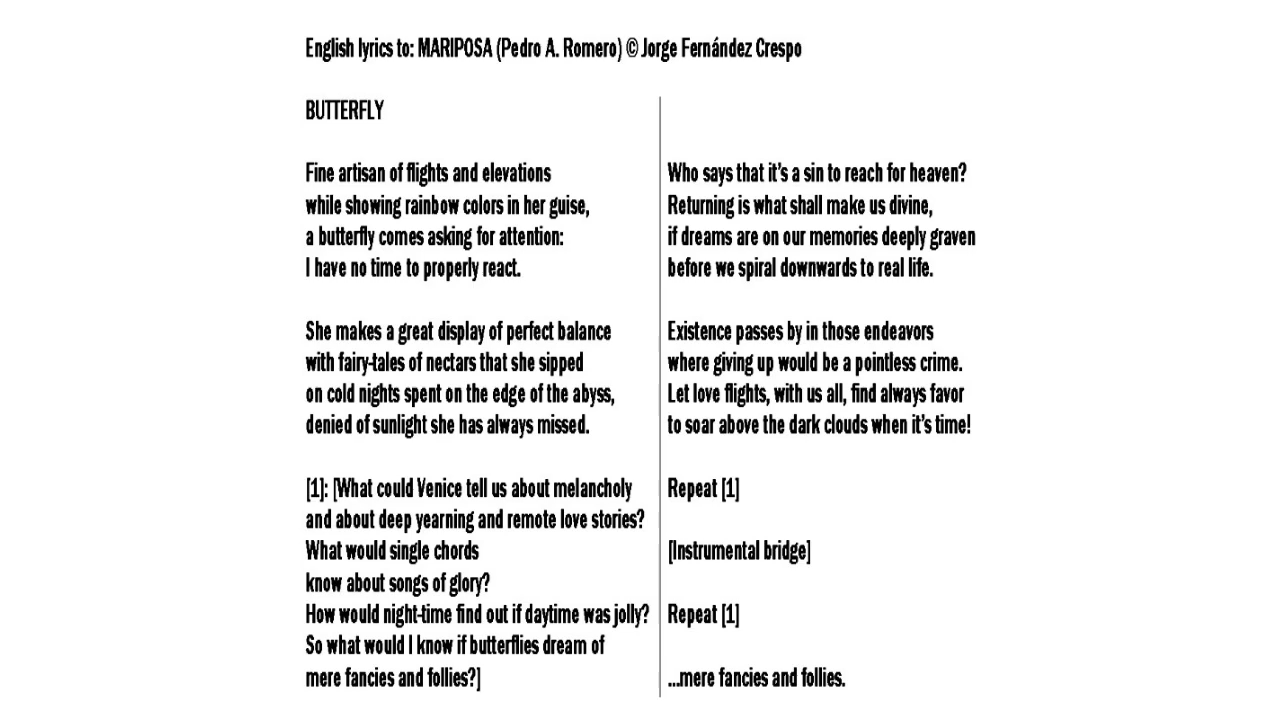 English lyrics to: MARIPOSA (Pedro A. Romero) © Jorge Fernández Crespo
BUTTERFLY
Fine artisan of flights and elevations
while showing rainbow colors in her guise,
a butterfly comes asking for attention:
I have no time to properly react.
She makes a great display of perfect balance
with fairy-tales of nectars that she sipped
on cold nights spent on the edge of the abyss,
denied of sunlight she has always missed.
[1]: [What could Venice tell us about melancholy
and about deep yearning and remote love stories?
What would single chords
know about songs of glory?
How would night-time find out if daytime was jolly?
So what would I know if butterflies dream of
mere fancies and follies?]
Who says that it's a sin to reach for heaven?
Returning is what shall make us divine,
if dreams are on our memories deeply graven
before we spiral downwards to real life.
Existence passes by in those endeavors
where giving up would be a pointless crime.
Let love flights, with us all, find always favor
to soar above the dark clouds when it's time!
Repeat [1]
[Instrumental bridge]
Repeat [1]
...mere fancies and follies.